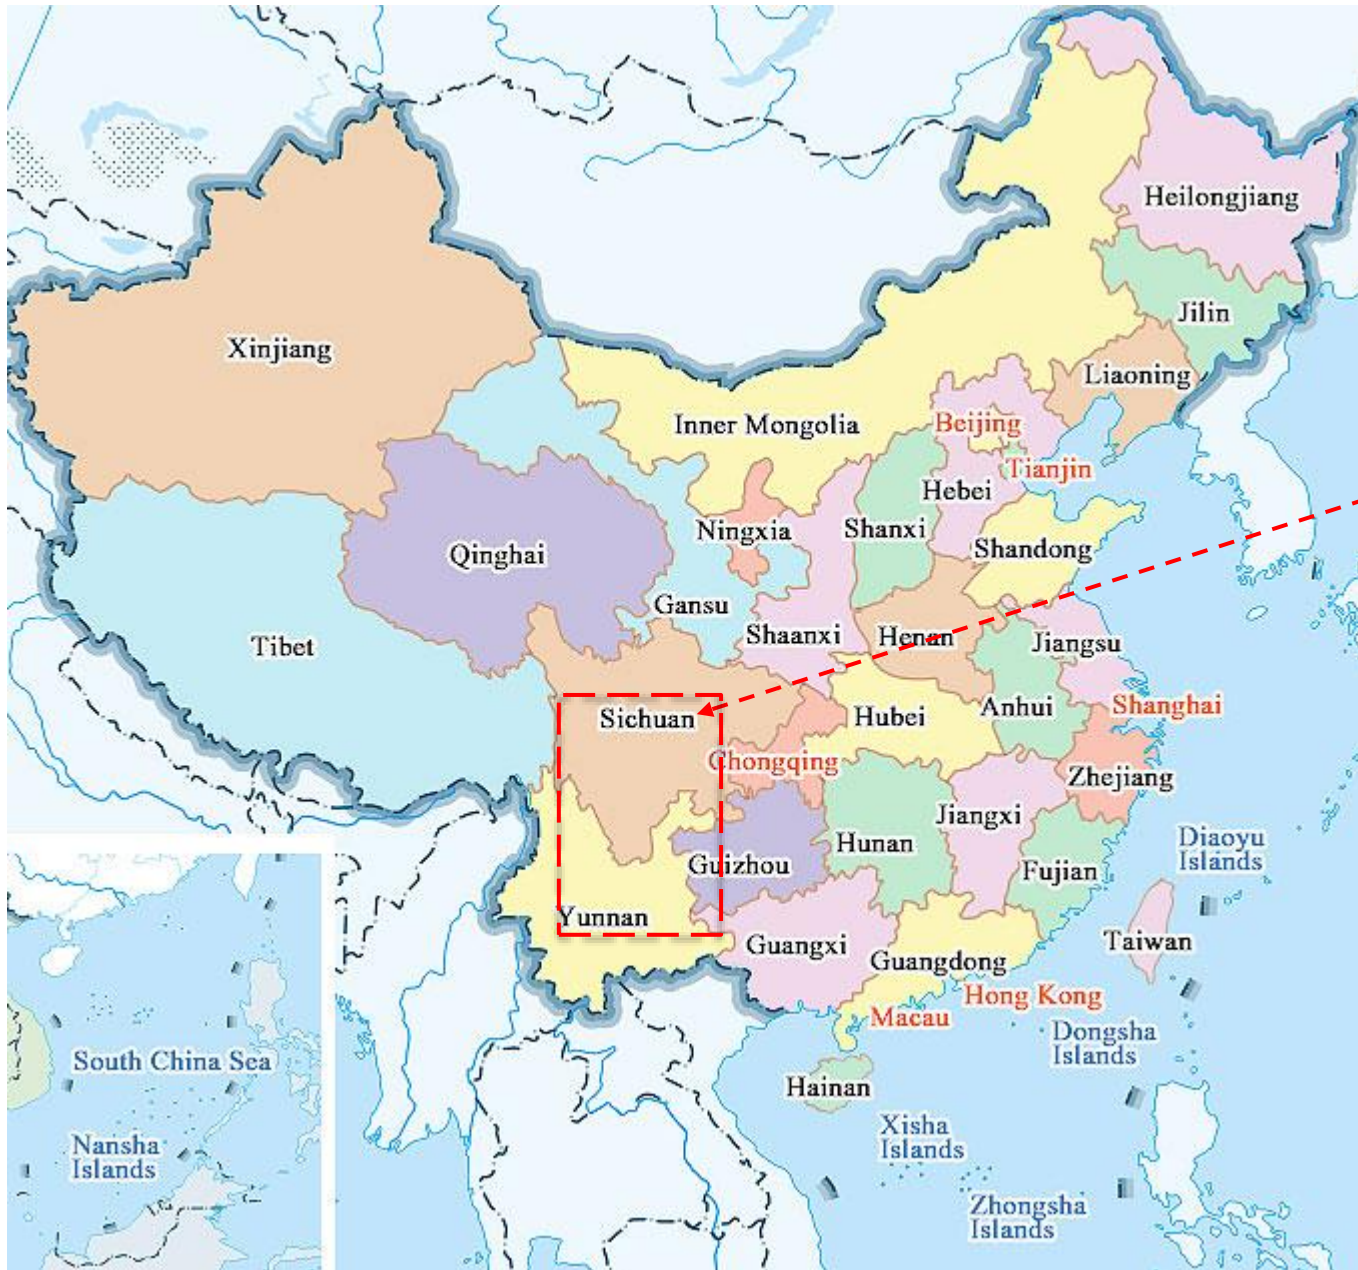 Heilongjiang
Jilin
Xinjiang
Liaoning
Inner Mongolia
Beijing
Tianjin
Hebei
Ningxia
Shanxi
Shandong
Qinghai
Gansu
Shaanxi
Henan
Jiangsu
Tibet
Sichuan
Hubei
Anhui
Shanghai
Chongqing
Zhejiang
Jiangxi
Hunan
Diaoyu
Islands
Guizhou
Fujian
Yunnan
Guangxi
Guangdong
Taiwan
Hong Kong
Macau
Dongsha
Islands
South China Sea
Hainan
Xisha
Islands
Nansha
Islands
Zhongsha
Islands